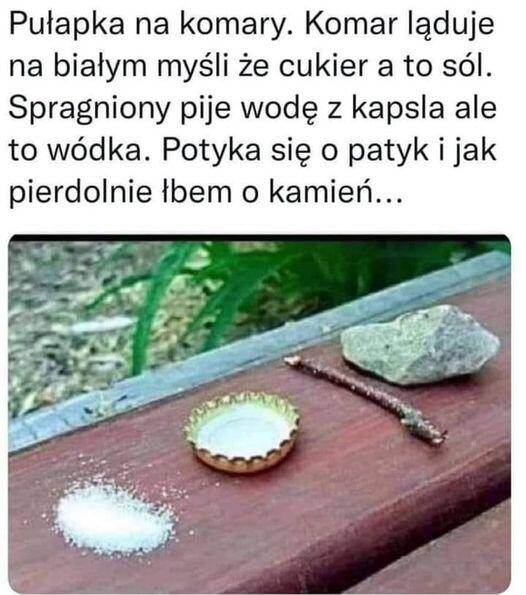 Pułapka na komary. Komar ląduje
na białym myśli że cukier a to sól.
Spragniony pije wodę z kapsla ale
to wódka. Potyka się o patyk i jak
pierdolnie łbem o kamień...